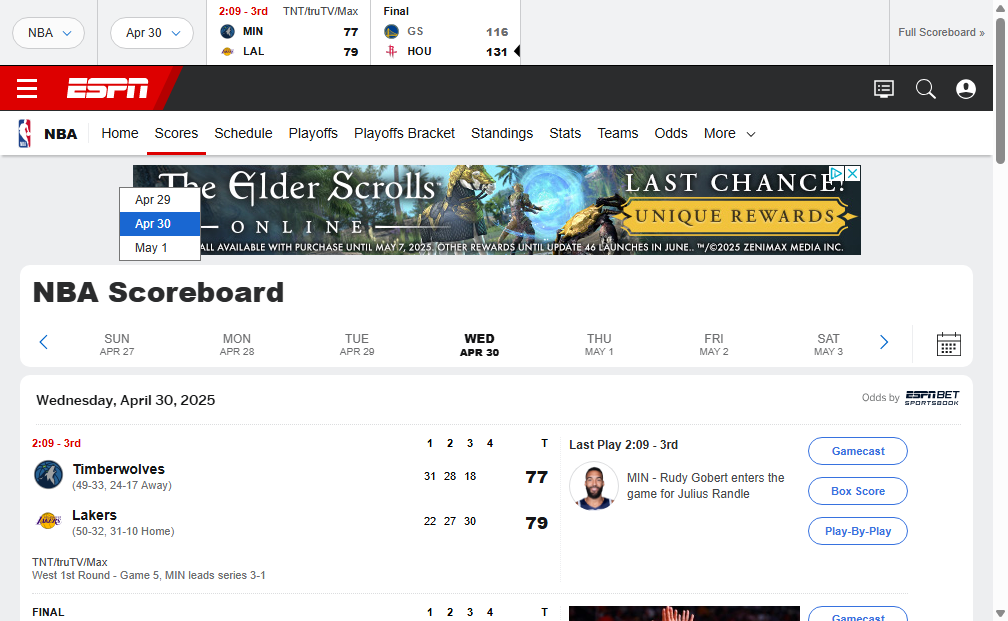 NBA
Apr 30
2:09 - 3rd TNT/truTV/Max
MIN 77
LAL 79
Final
GS 116
HOU 131
Full Scoreboard »
ESPN
NBA Home Scores Schedule Playoffs Playoffs Bracket Standings Stats Teams Odds More
The Elder Scrolls
ONLINE
LAST CHANCE!
UNIQUE REWARDS
ALL AVAILABLE WITH PURCHASE UNTIL MAY 7, 2025. OTHER REWARDS UNTIL UPDATE 46 LAUNCHES IN JUNE.. ™/©2025 ZENIMAX MEDIA INC.
Apr 29
Apr 30
May 1
NBA Scoreboard
SUN MON TUE WED THU FRI SAT
APR 27 APR 28 APR 29 APR 30 MAY 1 MAY 2 MAY 3
Wednesday, April 30, 2025
Odds by ESPN BET
SPORTSBOOK
2:09 - 3rd 1 2 3 4 T
Timberwolves 31 28 18 77
(49-33, 24-17 Away)
Lakers 22 27 30 79
(50-32, 31-10 Home)
TNT/truTV/Max
West 1st Round - Game 5, MIN leads series 3-1
Last Play 2:09 - 3rd
MIN - Rudy Gobert enters the
game for Julius Randle
Gamecast
Box Score
Play-By-Play
FINAL 1 2 3 4 T
Gamecast